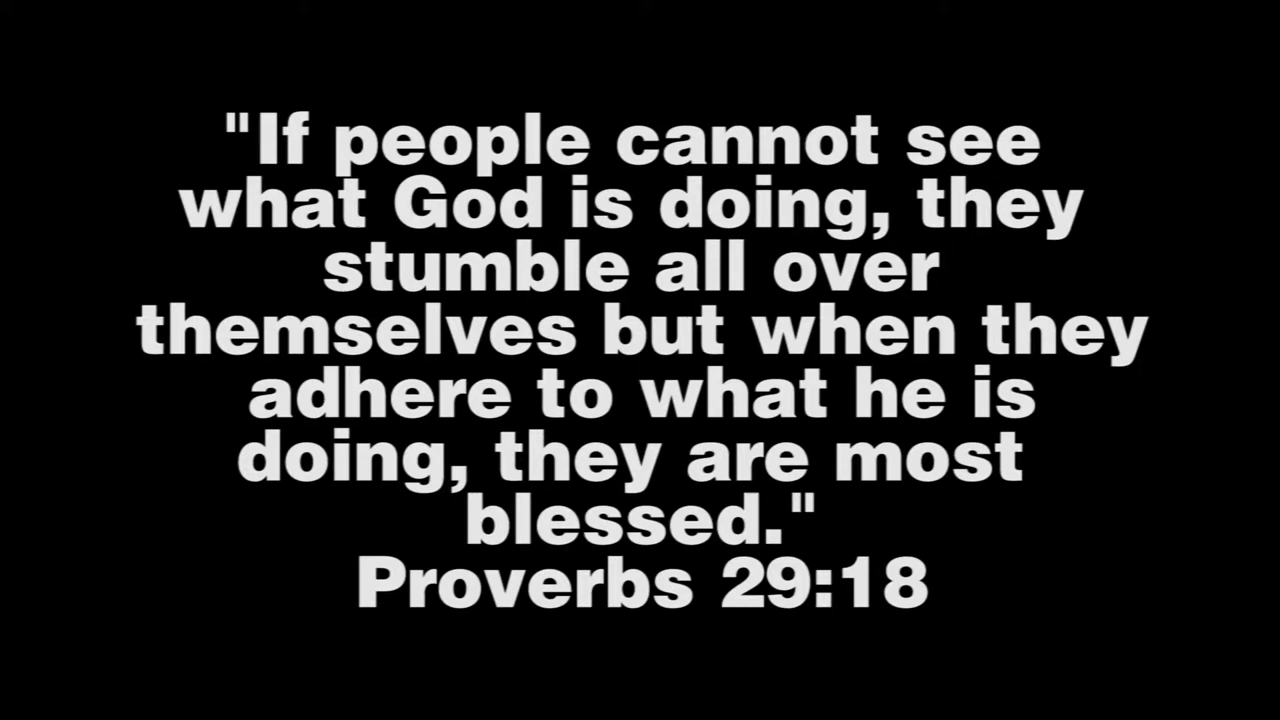 "If people cannot see
what God is doing, they
stumble all over
themselves but when they
adhere to what he is
doing, they are most
blessed."
Proverbs 29:18